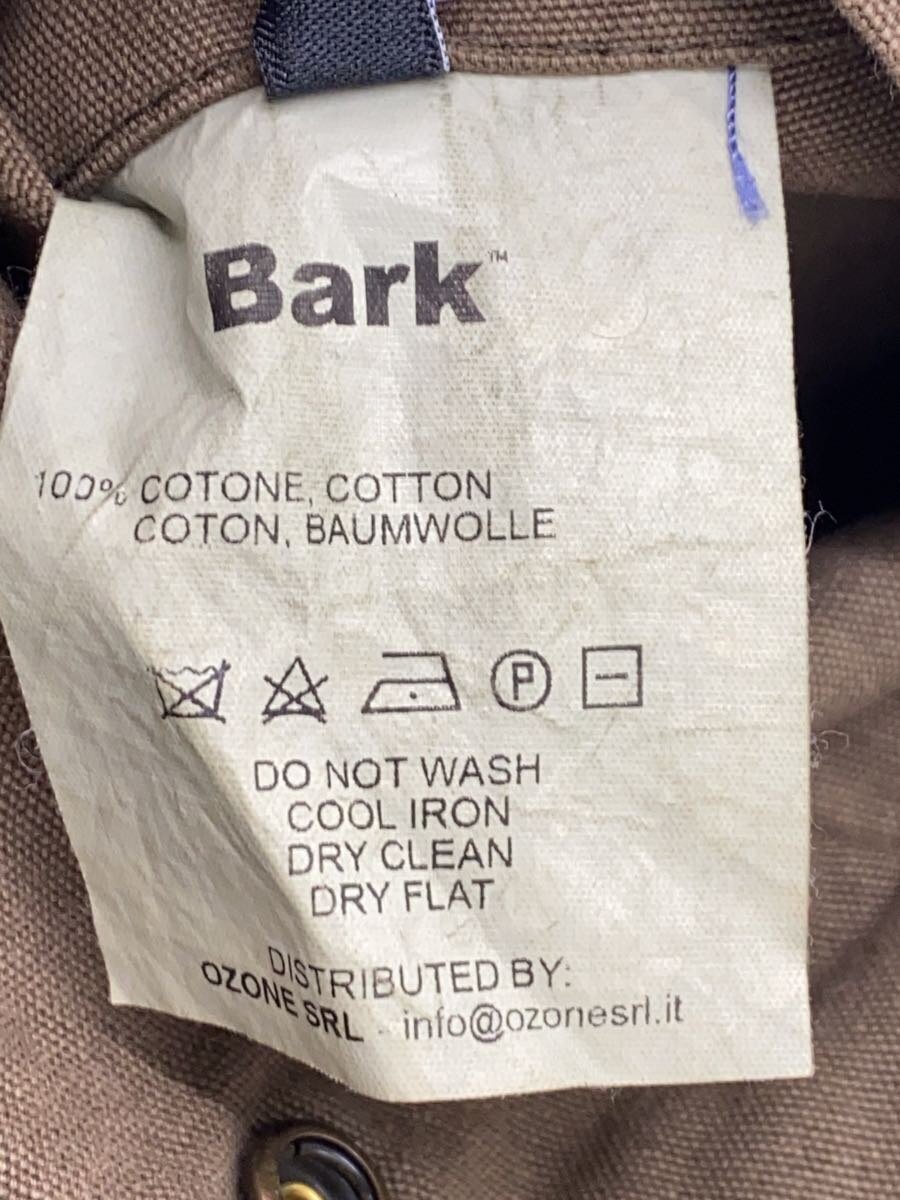 Bark™
100% COTONE, COTTON
COTON, BAUMWOLLE
P
DO NOT WASH
COOL IRON
DRY CLEAN
DRY FLAT
DISTRIBUTED BY:
OZONE SRL - info@ozonesrl.it